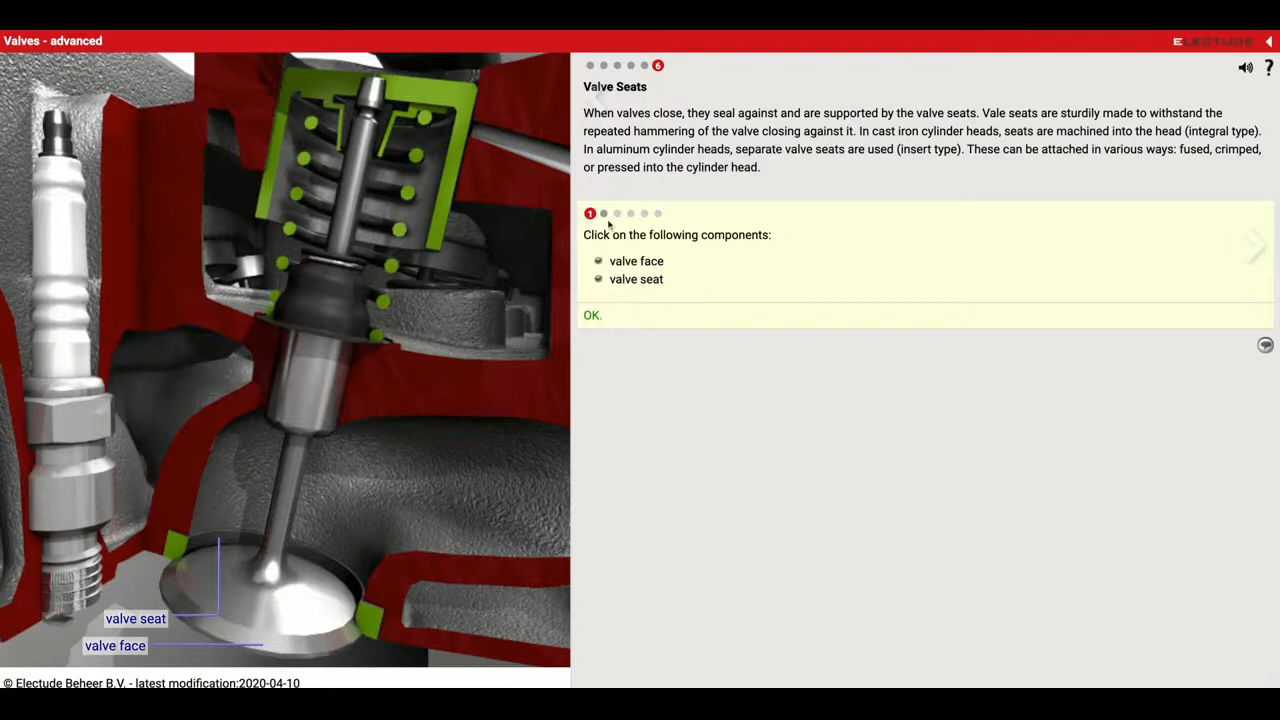 Valves - advanced
ELECTUDE
6
Valve Seats
When valves close, they seal against and are supported by the valve seats. Vale seats are sturdily made to withstand the
repeated hammering of the valve closing against it. In cast iron cylinder heads, seats are machined into the head (integral type).
In aluminum cylinder heads, separate valve seats are used (insert type). These can be attached in various ways: fused, crimped,
or pressed into the cylinder head.
1
Click on the following components:
valve face
valve seat
OK.
valve seat
valve face
© Electude Beheer B.V. - latest modification:2020-04-10
?